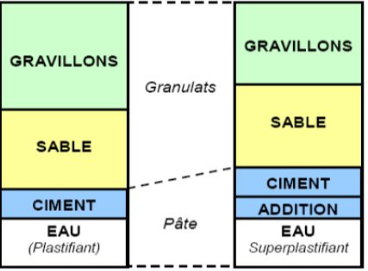 GRAVILLONS
SABLE
CIMENT
EAU
(Plastifiant)
Granulats
Pâte
GRAVILLONS
SABLE
CIMENT
ADDITION
EAU
Superplastifiant